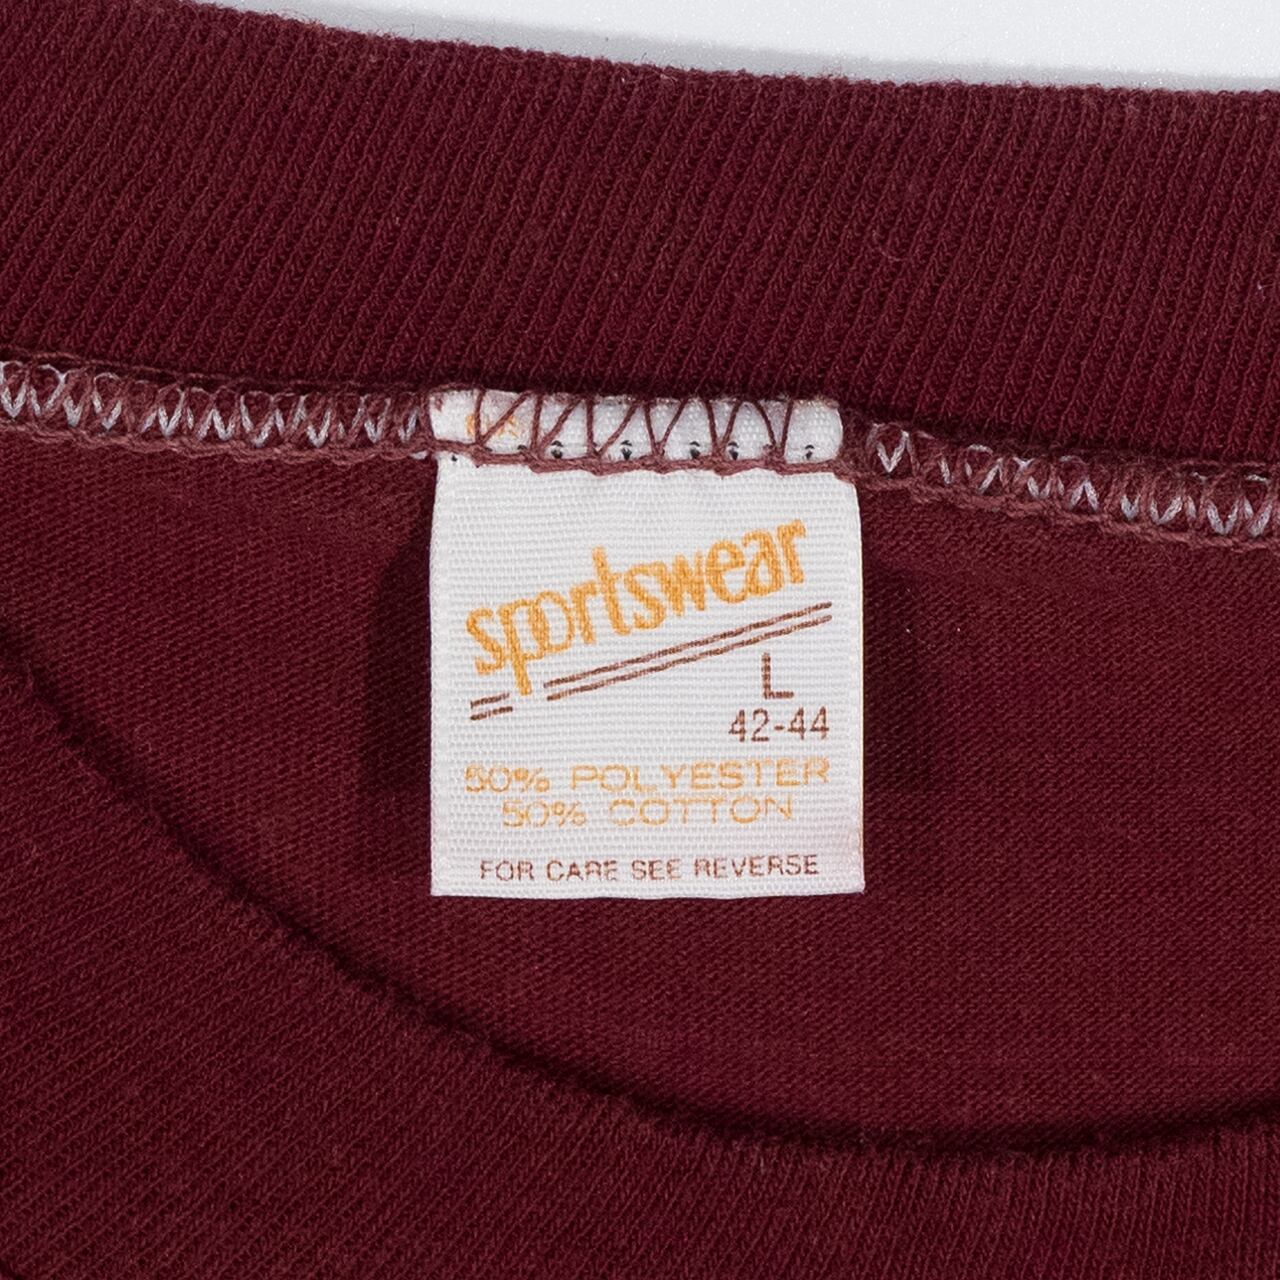 sportswear
L
42-44
50% POLYESTER
50% COTTON
FOR CARE SEE REVERSE